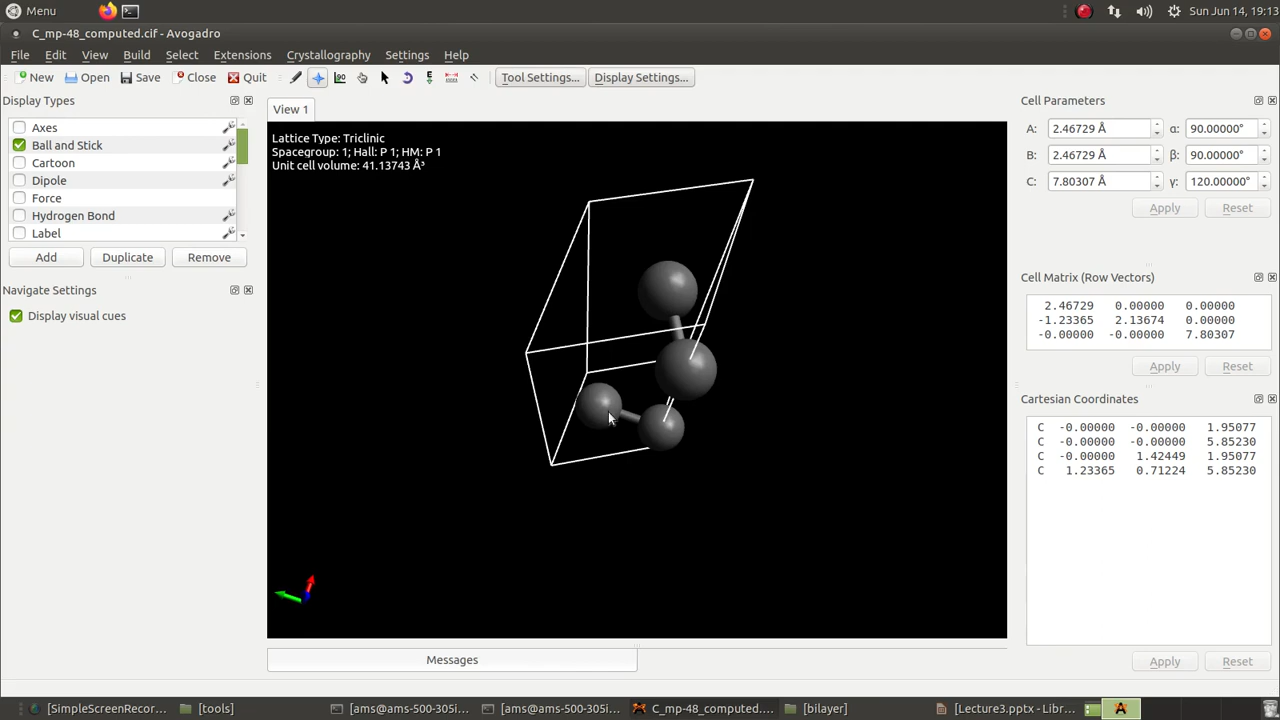 Menu
Sun Jun 14, 19:13
C_mp-48_computed.cif - Avogadro
File Edit View Build Select Extensions Crystallography Settings Help
New Open Save Close Quit Tool Settings... Display Settings...
Display Types
Axes
Ball and Stick
Cartoon
Dipole
Force
Hydrogen Bond
Label
Add Duplicate Remove
Navigate Settings
Display visual cues
View 1
Lattice Type: Triclinic
Spacegroup: 1; Hall: P 1; HM: P 1
Unit cell volume: 41.13743 Å³
Messages
Cell Parameters
A: 2.46729 Å α: 90.00000°
B: 2.46729 Å β: 90.00000°
C: 7.80307 Å γ: 120.00000°
Apply Reset
Cell Matrix (Row Vectors)
2.46729 0.00000 0.00000
-1.23365 2.13674 0.00000
-0.00000 -0.00000 7.80307
Apply Reset
Cartesian Coordinates
C -0.00000 -0.00000 1.95077
C -0.00000 -0.00000 5.85230
C -0.00000 1.42449 1.95077
C 1.23365 0.71224 5.85230
Apply Reset
[SimpleScreenRecor... [tools] [ams@ams-500-305i... [ams@ams-500-305i... C_mp-48_computed.... [bilayer] [Lecture3.pptx - Libr...